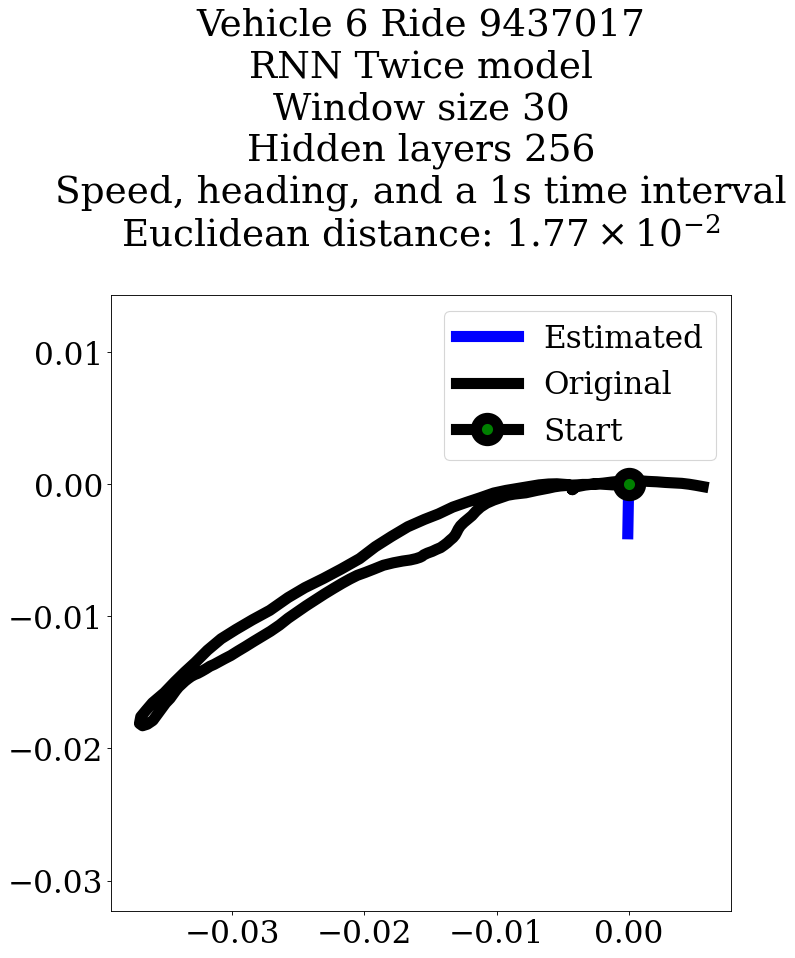 Vehicle 6 Ride 9437017
RNN Twice model
Window size 30
Hidden layers 256
Speed, heading, and a 1s time interval
Euclidean distance: 1.77 × 10⁻²
Estimated
Original
Start
0.01
0.00
−0.01
−0.02
−0.03
−0.03 −0.02 −0.01 0.00